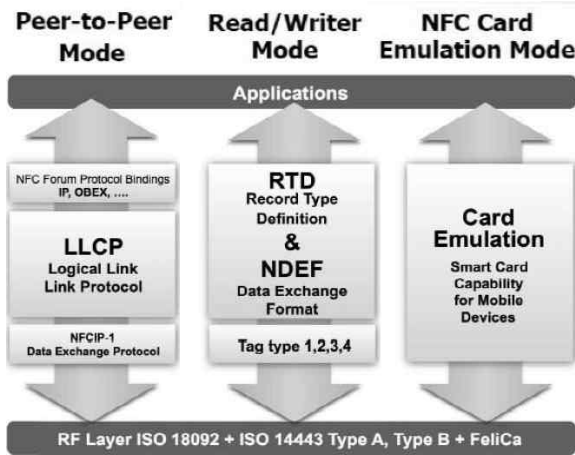 Peer-to-Peer
Mode
Read/Writer
Mode
NFC Card
Emulation Mode
Applications
NFC Forum Protocol Bindings
IP, OBEX, ....
LLCP
Logical Link
Link Protocol
NFCIP-1
Data Exchange Protocol
RTD
Record Type
Definition
&
NDEF
Data Exchange
Format
Tag type 1,2,3,4
Card
Emulation
Smart Card
Capability
for Mobile
Devices
RF Layer ISO 18092 + ISO 14443 Type A, Type B + FeliCa